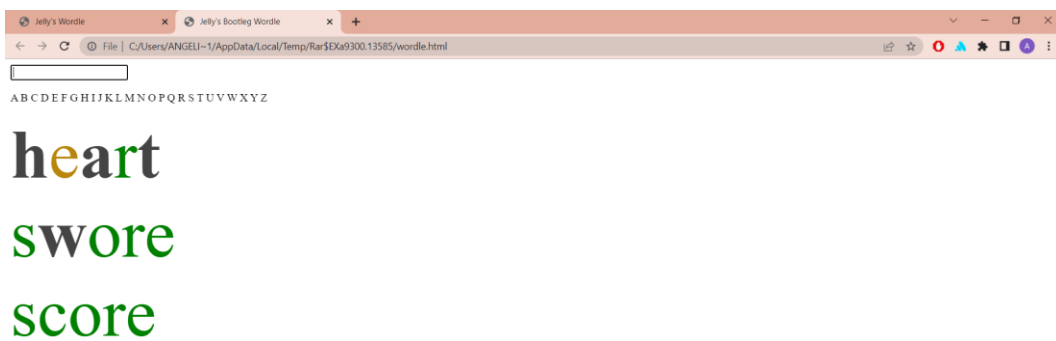 Jelly's Wordle Jelly's Bootleg Wordle
File | C:/Users/ANGELI~1/AppData/Local/Temp/Rar$EXa9300.13585/wordle.html
A
A B C D E F G H I J K L M N O P Q R S T U V W X Y Z
heart
swore
score